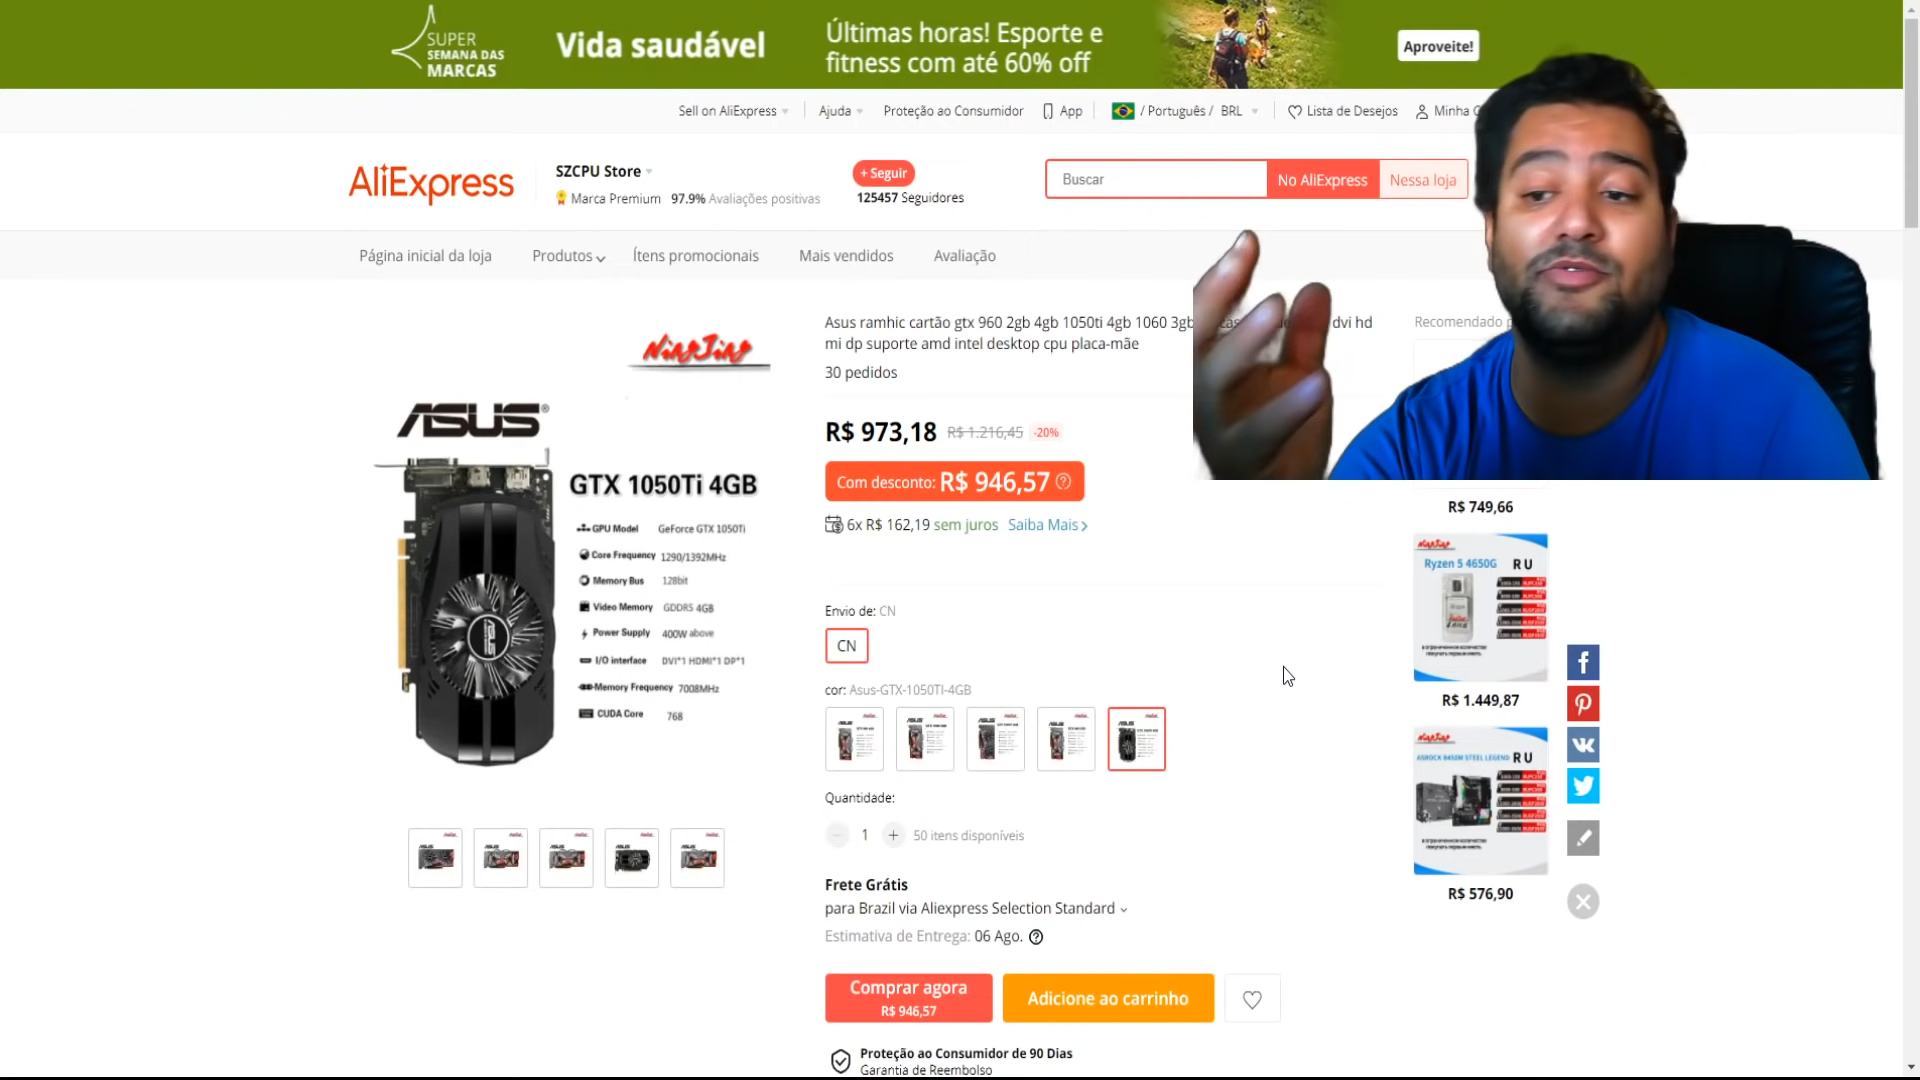 SUPER
SEMANA DAS
MARCAS
Vida saudável
Últimas horas! Esporte e
fitness com até 60% off
Aproveite!
Sell on AliExpress
Ajuda
Proteção ao Consumidor
App
/ Português / BRL
Lista de Desejos
Minha
AliExpress
SZCPU Store
Marca Premium 97.9% Avaliações positivas
+ Seguir
125457 Seguidores
Buscar
No AliExpress
Nessa loja
Página inicial da loja
Produtos
Ítens promocionais
Mais vendidos
Avaliação
NingJing
ASUS®
GTX 1050Ti 4GB
GPU Model GeForce GTX 1050Ti
Core Frequency 1290/1392MHz
Memory Bus 128bit
Video Memory GDDR5 4GB
Power Supply 400W above
I/O interface DVI*1 HDMI*1 DP*1
Memory Frequency 7008MHz
CUDA Core 768
Asus ramhic cartão gtx 960 2gb 4gb 1050ti 4gb 1060 3gb dvi hd
mi dp suporte amd intel desktop cpu placa-mãe
30 pedidos
R$ 973,18 R$ 1.216,45 -20%
Com desconto: R$ 946,57
6x R$ 162,19 sem juros Saiba Mais
Envio de: CN
CN
cor: Asus-GTX-1050TI-4GB
Quantidade:
1
50 itens disponíveis
Frete Grátis
para Brazil via Aliexpress Selection Standard
Estimativa de Entrega: 06 Ago.
Comprar agora
R$ 946,57
Adicione ao carrinho
Proteção ao Consumidor de 90 Dias
Garantia de Reembolso
Recomendado
R$ 749,66
Ryzen 5 4650G RU
R$ 1.449,87
ASROCK B450M STEEL LEGEND RU
R$ 576,90